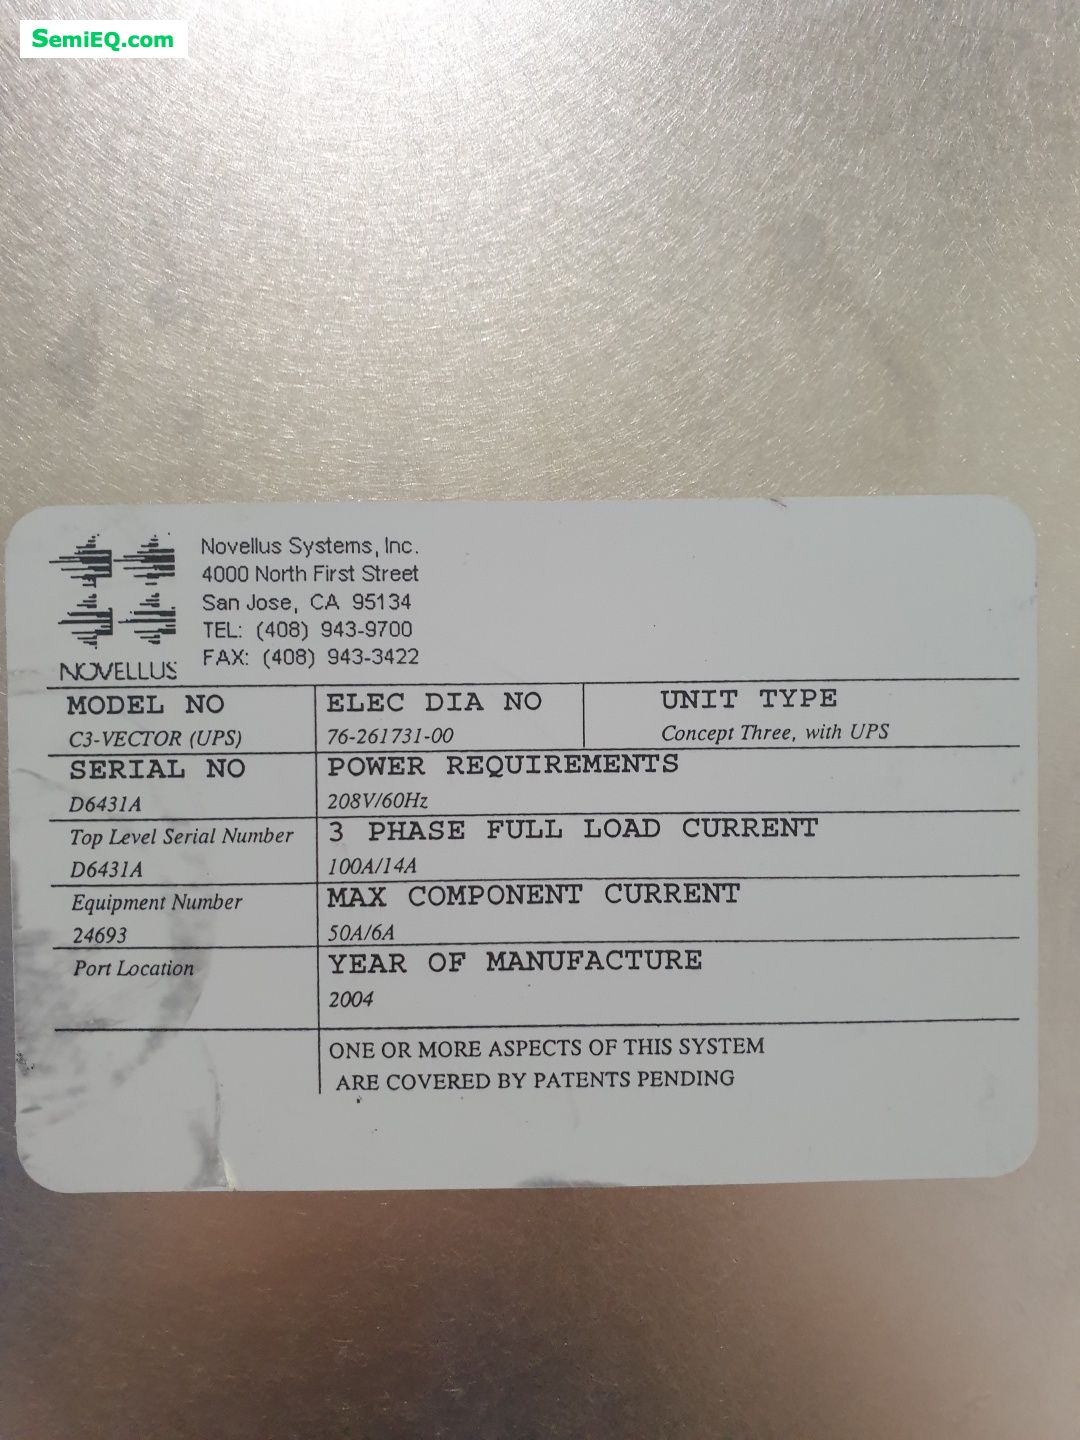 SemiEQ.com
Novellus Systems, Inc.
4000 North First Street
San Jose, CA 95134
TEL: (408) 943-9700
FAX: (408) 943-3422
NOVELLUS
MODEL NO
C3-VECTOR (UPS)
ELEC DIA NO
76-261731-00
UNIT TYPE
Concept Three, with UPS
SERIAL NO
D6431A
POWER REQUIREMENTS
208V/60Hz
Top Level Serial Number
D6431A
3 PHASE FULL LOAD CURRENT
100A/14A
Equipment Number
24693
MAX COMPONENT CURRENT
50A/6A
Port Location
YEAR OF MANUFACTURE
2004
ONE OR MORE ASPECTS OF THIS SYSTEM
ARE COVERED BY PATENTS PENDING